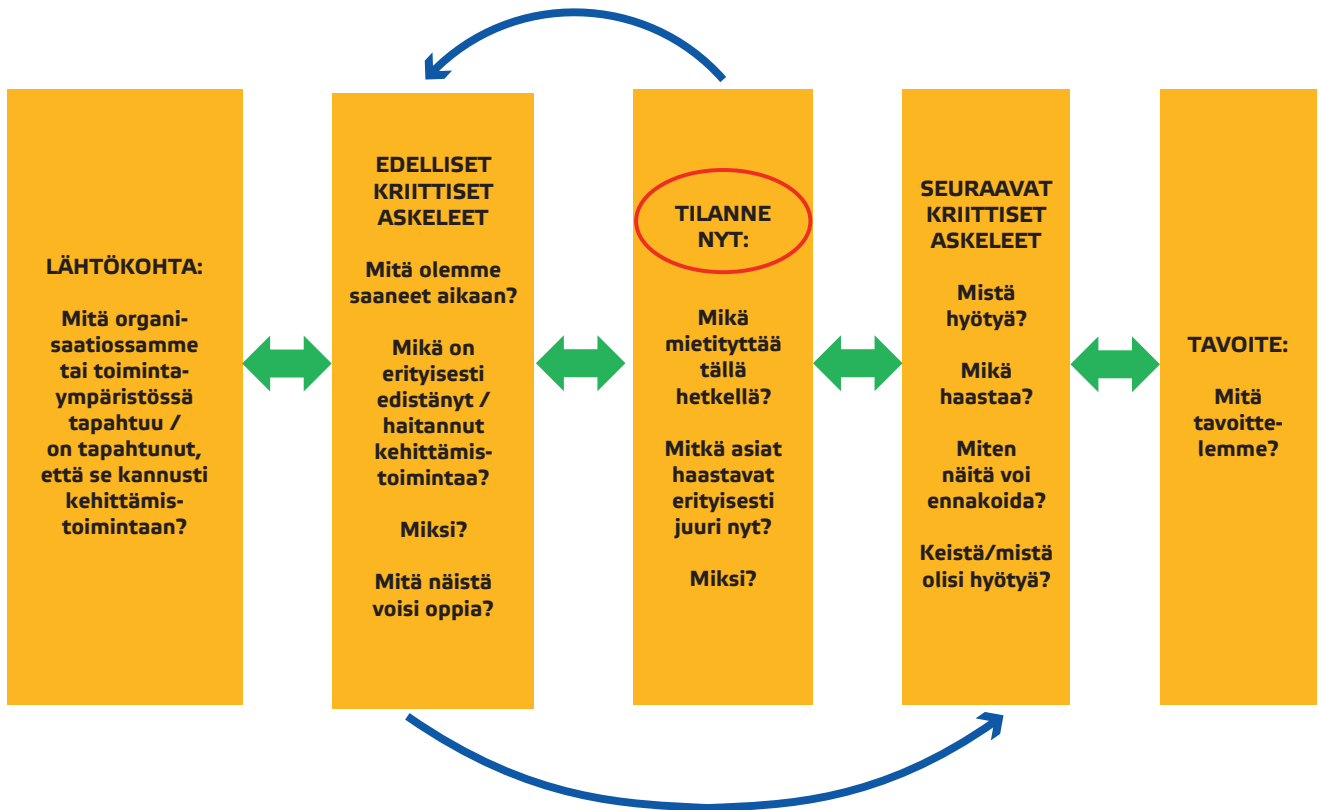 LÄHTÖKOHTA:
Mitä organi-
saatiossamme
tai toiminta-
ympäristössä
tapahtuu /
on tapahtunut,
että se kannusti
kehittämis-
toimintaan?
EDELLISET
KRIITTISET
ASKELEET
Mitä olemme
saaneet aikaan?
Mikä on
erityisesti
edistänyt /
haitannut
kehittämis-
toimintaa?
Miksi?
Mitä näistä
voisi oppia?
TILANNE
NYT:
Mikä
mietityttää
tällä
hetkellä?
Mitkä asiat
haastavat
erityisesti
juuri nyt?
Miksi?
SEURAAVAT
KRIITTISET
ASKELEET
Mistä
hyötyä?
Mikä
haastaa?
Miten
näitä voi
ennakoida?
Keistä/mistä
olisi hyötyä?
TAVOITE:
Mitä
tavoitte-
lemme?